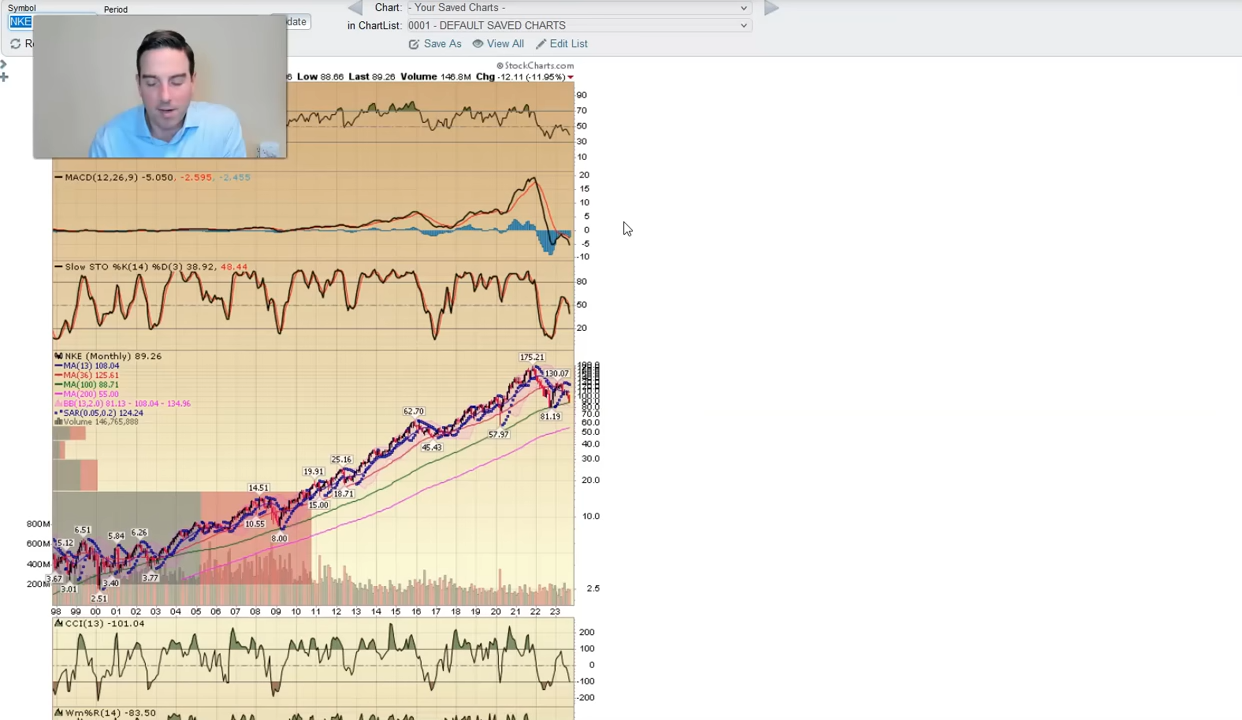 Symbol
Period
Chart: - Your Saved Charts -
NKE
date
in ChartList: 0001 - DEFAULT SAVED CHARTS
Save As View All Edit List
© StockCharts.com
Low 88.66 Last 89.26 Volume 146.8M Chg -12.11 (-11.95%)
90
70
50
30
10
MACD(12,26,9) -5.050, -2.595, -2.455
20
15
10
5
0
-5
-10
Slow STO %K(14) %D(3) 38.92, 48.44
80
50
20
NKE (Monthly) 89.26
MA(13) 108.04
MA(36) 125.61
MA(100) 88.71
MA(200) 55.00
BB(13,2.0) 81.13 - 108.04 - 134.96
SAR(0.05,0.2) 124.24
Volume 146,765,888
175.21
130.07
81.19
62.70
57.97
45.43
25.16
19.91
18.71
15.00
14.51
10.55
8.00
6.51
5.84
6.26
5.12
3.67
3.01
3.40
3.77
2.51
70.0
60.0
50.0
40.0
30.0
20.0
10.0
2.5
800M
600M
400M
200M
98 99 00 01 02 03 04 05 06 07 08 09 10 11 12 13 14 15 16 17 18 19 20 21 22 23
CCI(13) -101.04
200
100
0
-100
-200
Wm%R(14) -83.50